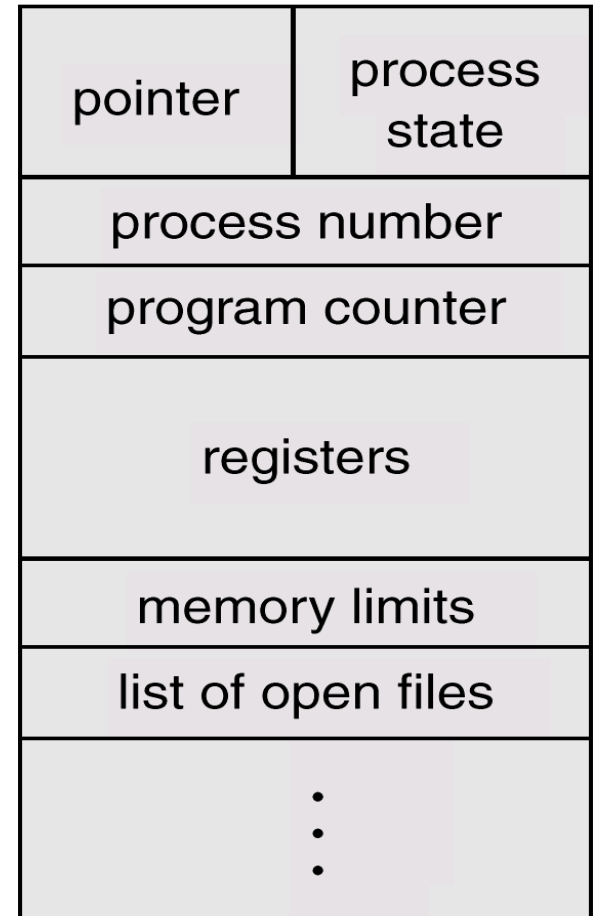 pointer
process
state
process number
program counter
registers
memory limits
list of open files